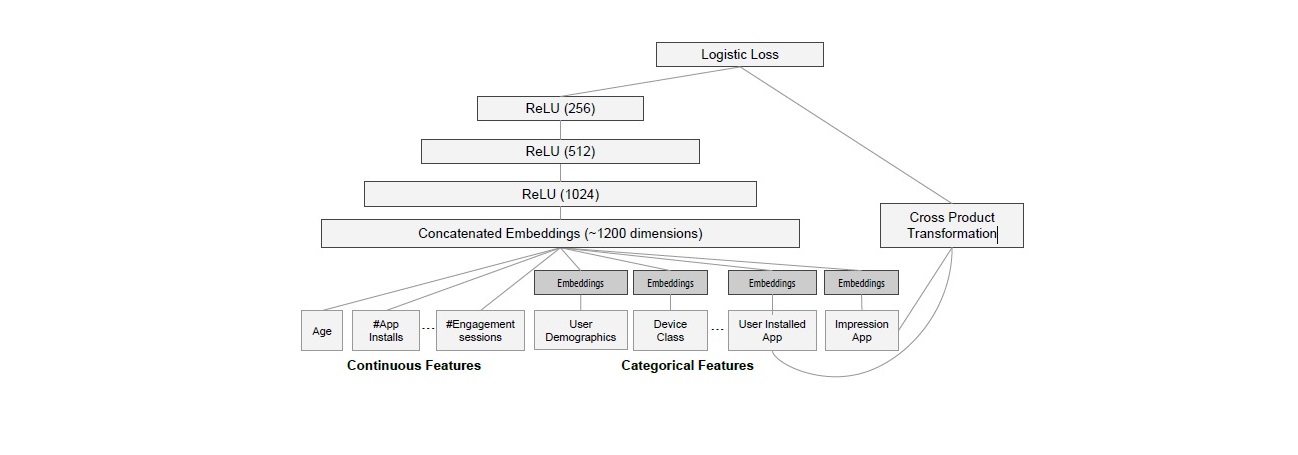 Logistic Loss
ReLU (256)
ReLU (512)
ReLU (1024)
Concatenated Embeddings (~1200 dimensions)
Cross Product
Transformation
Embeddings
Embeddings
Embeddings
Embeddings
Age
#App
Installs
...
#Engagement
sessions
User
Demographics
Device
Class
...
User Installed
App
Impression
App
Continuous Features
Categorical Features